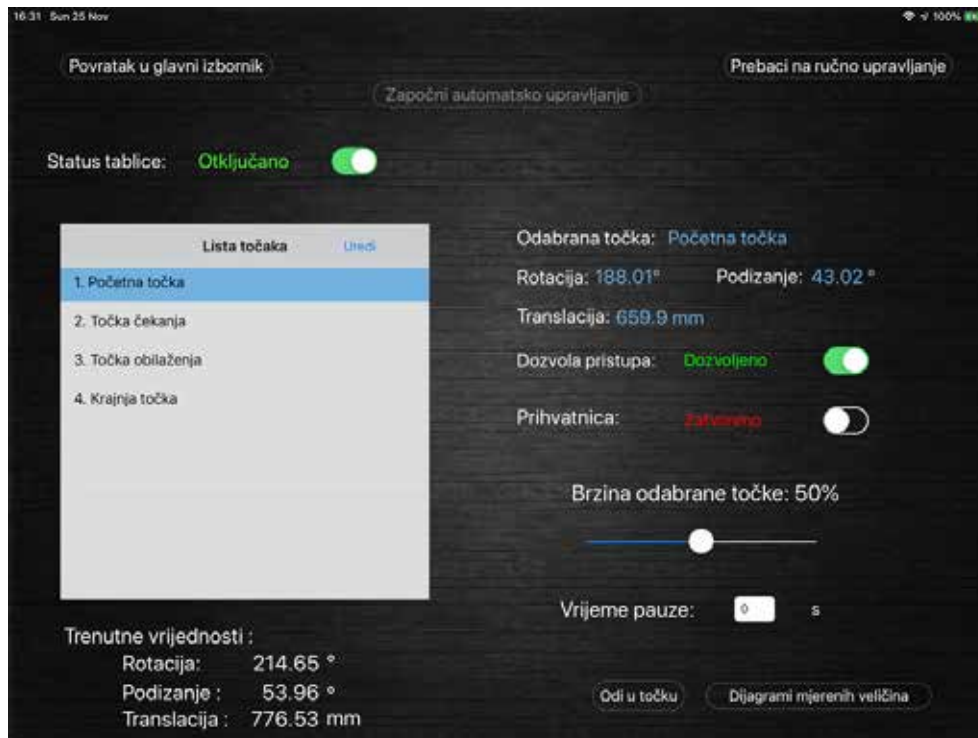 16:31 Sun 25 Nov
100%
Povratak u glavni izbornik
Prebaci na ručno upravljanje
Započni automatsko upravljanje
Status tablice: Otključano
Lista točaka Uredi
1. Početna točka
2. Točka čekanja
3. Točka obilaženja
4. Krajnja točka
Odabrana točka: Početna točka
Rotacija: 188.01° Podizanje: 43.02 °
Translacija: 659.9 mm
Dozvola pristupa: Dozvoljeno
Prihvatnica: Zatvoreno
Brzina odabrane točke: 50%
Vrijeme pauze: 0 s
Trenutne vrijednosti :
Rotacija: 214.65 °
Podizanje : 53.96 °
Translacija : 776.53 mm
Odi u točku
Dijagrami mjerenih veličina